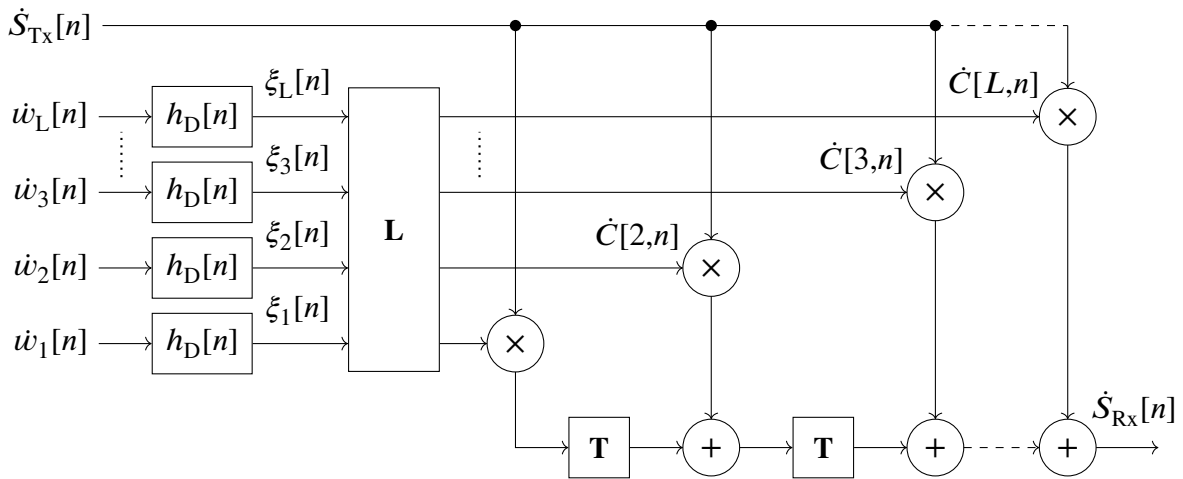 Ṡ_Tx[n]
ξ_L[n]
Ċ[L,n]
ẇ_L[n]
h_D[n]
×
ξ_3[n]
Ċ[3,n]
ẇ_3[n]
h_D[n]
L
×
ξ_2[n]
Ċ[2,n]
ẇ_2[n]
h_D[n]
×
ξ_1[n]
ẇ_1[n]
h_D[n]
×
Ṡ_Rx[n]
T
+
T
+
+